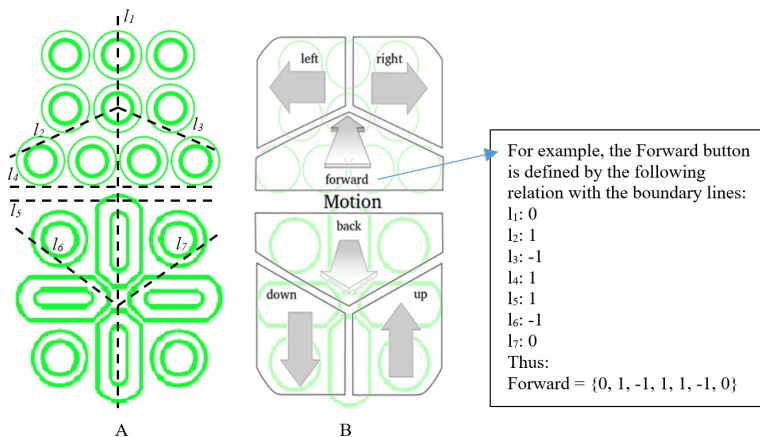 l₁
l₂
l₃
l₄
l₅
l₆
l₇
A
left
right
forward
Motion
back
down
up
B
For example, the Forward button
is defined by the following
relation with the boundary lines:
l₁: 0
l₂: 1
l₃: -1
l₄: 1
l₅: 1
l₆: -1
l₇: 0
Thus:
Forward = {0, 1, -1, 1, 1, -1, 0}